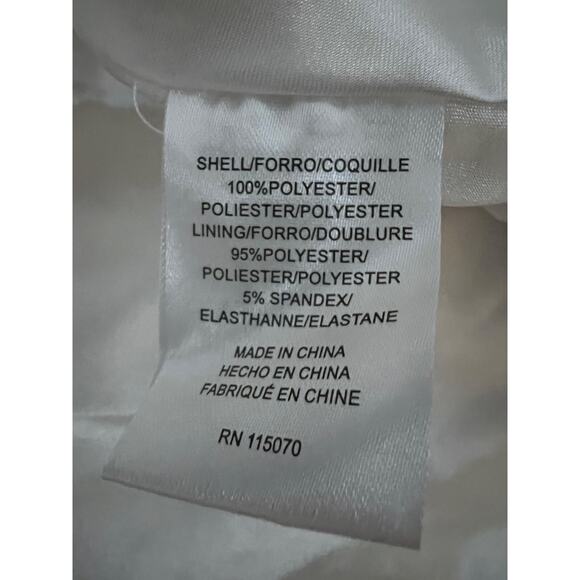 SHELL/FORRO/COQUILLE
100%POLYESTER/
POLIESTER/POLYESTER
LINING/FORRO/DOUBLURE
95%POLYESTER/
POLIESTER/POLYESTER
5% SPANDEX/
ELASTHANNE/ELASTANE
MADE IN CHINA
HECHO EN CHINA
FABRIQUÉ EN CHINE
RN 115070